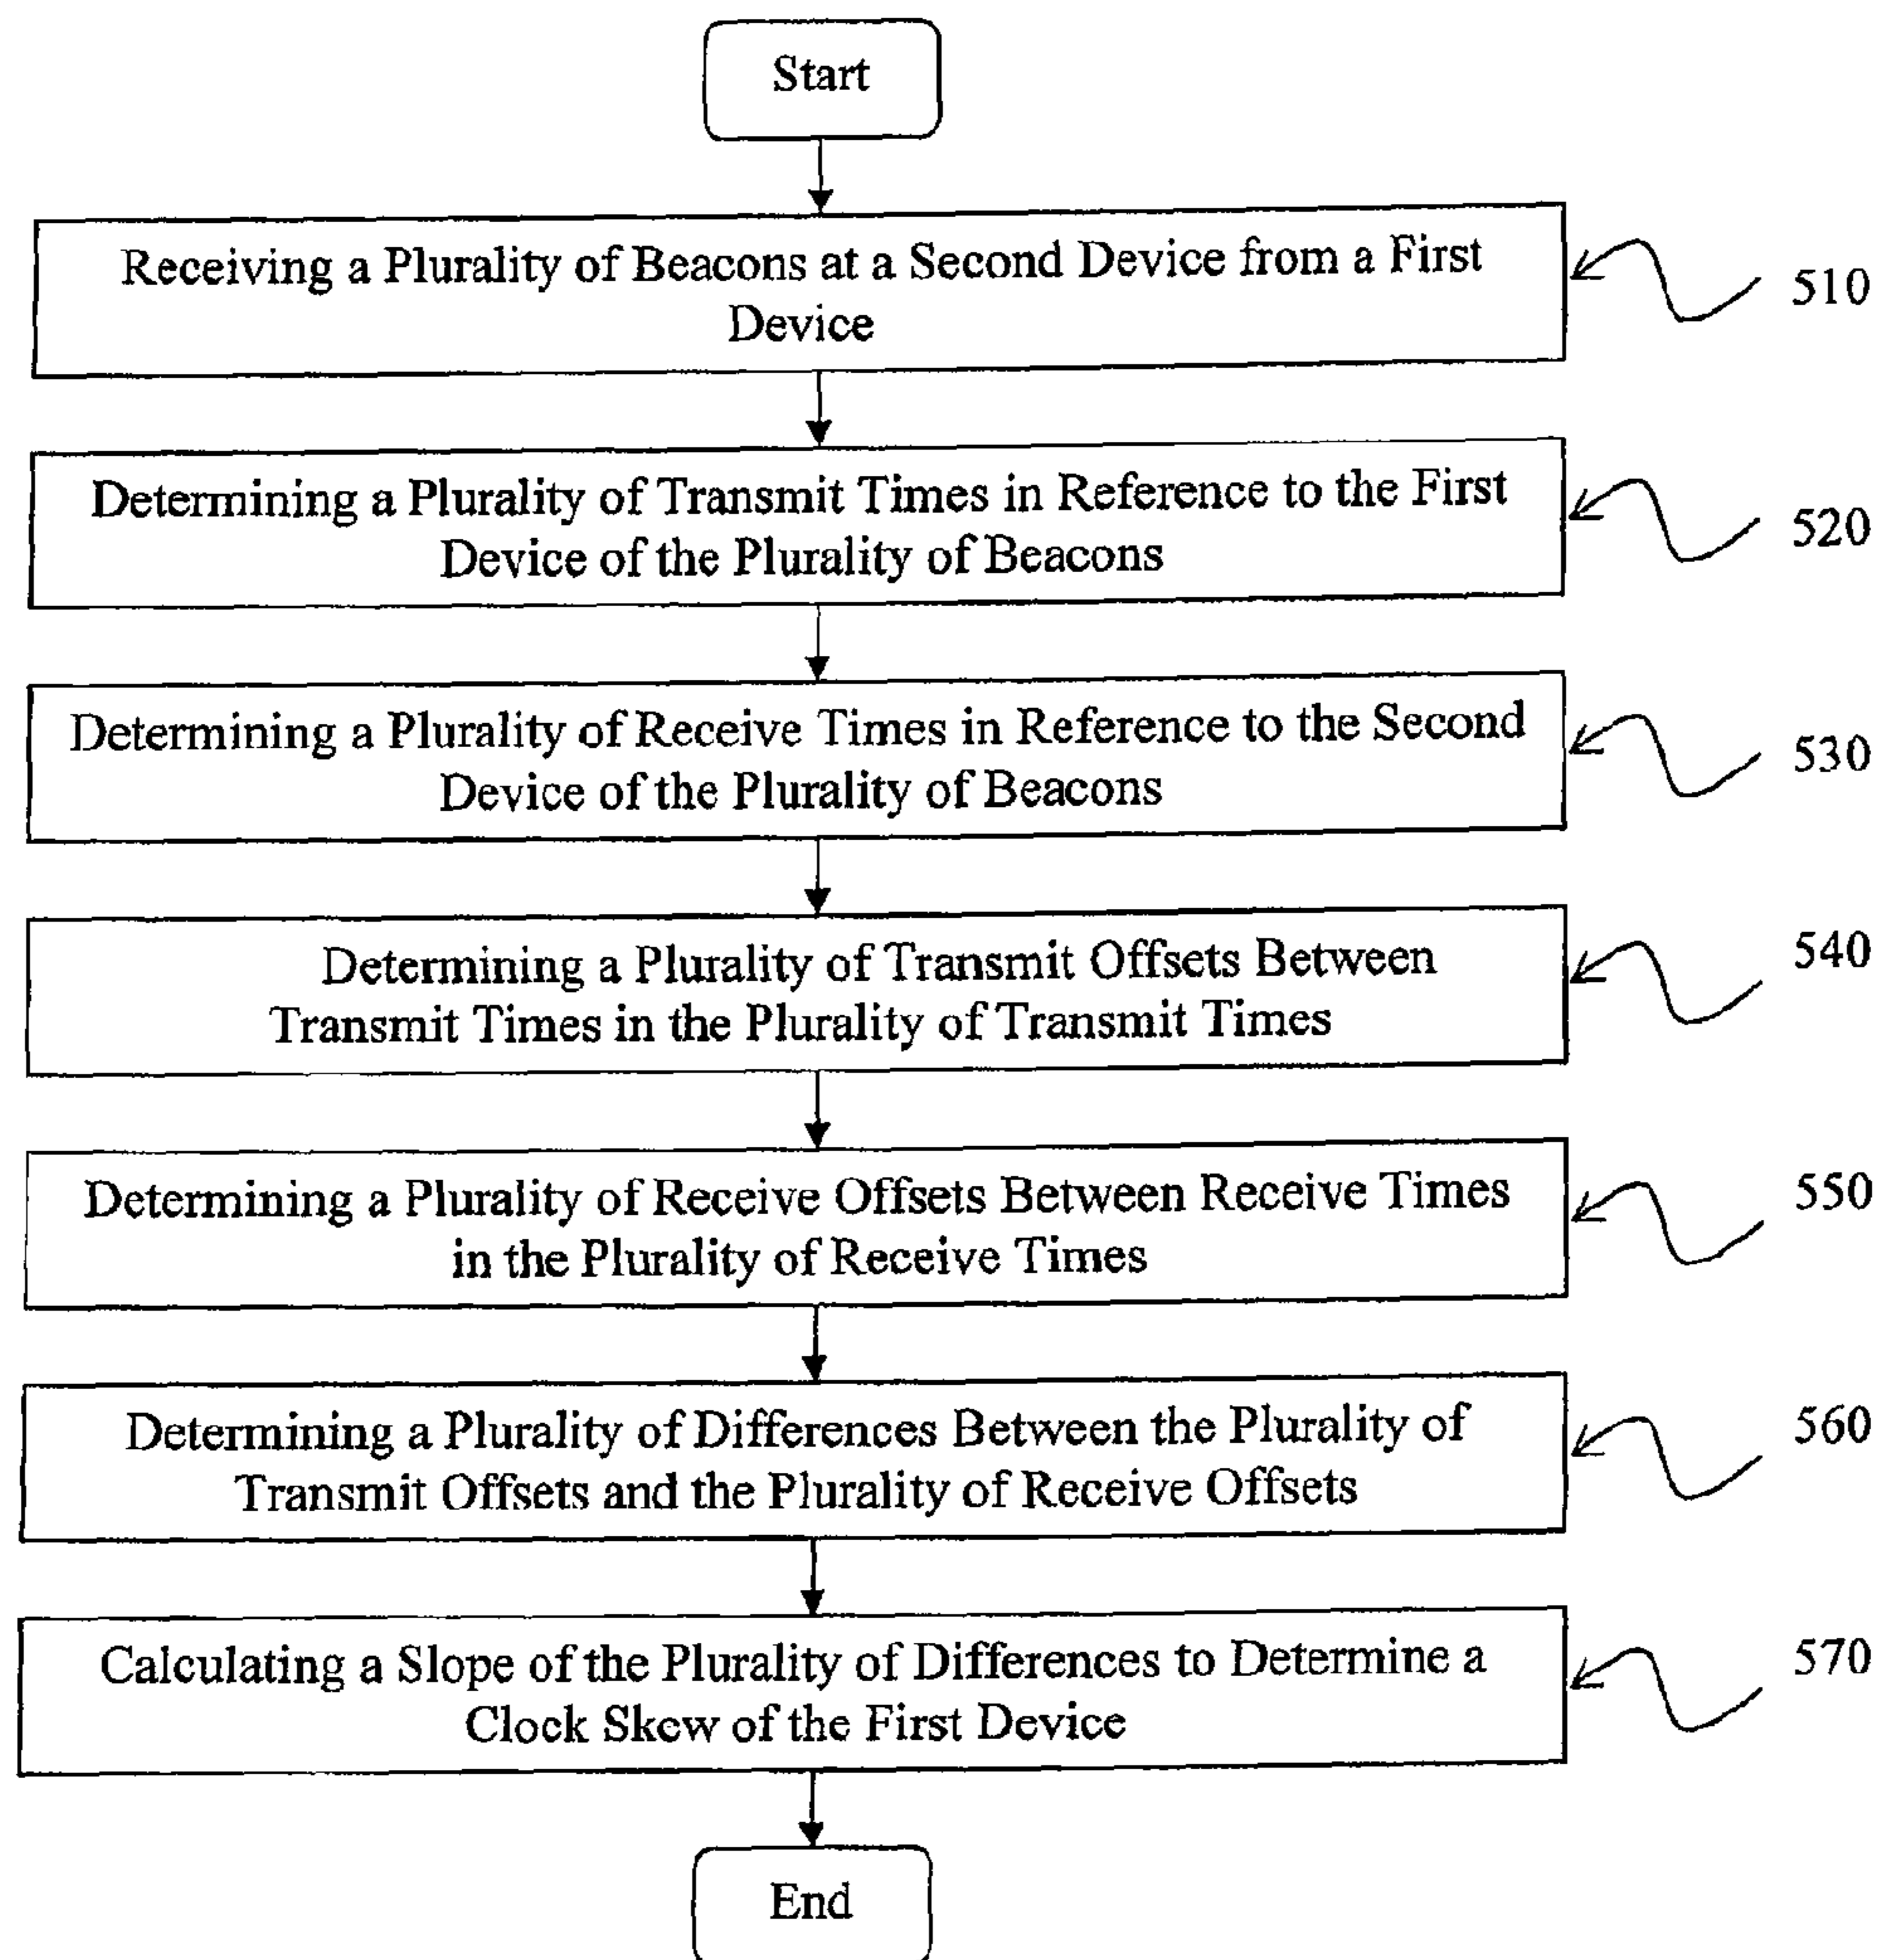 Start
Receiving a Plurality of Beacons at a Second Device from a First
Device
510
Determining a Plurality of Transmit Times in Reference to the First
Device of the Plurality of Beacons
520
Determining a Plurality of Receive Times in Reference to the Second
Device of the Plurality of Beacons
530
Determining a Plurality of Transmit Offsets Between
Transmit Times in the Plurality of Transmit Times
540
Determining a Plurality of Receive Offsets Between Receive Times
in the Plurality of Receive Times
550
Determining a Plurality of Differences Between the Plurality of
Transmit Offsets and the Plurality of Receive Offsets
560
Calculating a Slope of the Plurality of Differences to Determine a
Clock Skew of the First Device
570
End